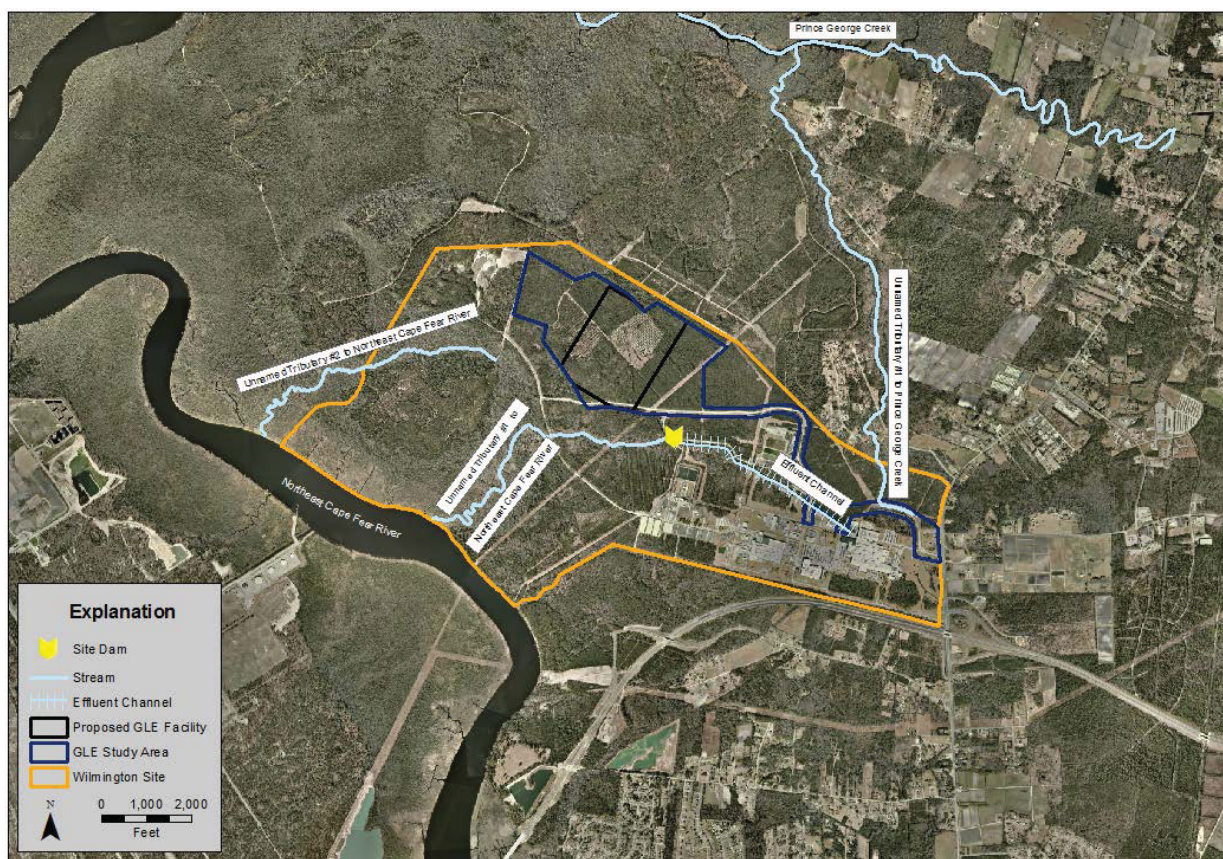 Prince George Creek
Unnamed Tributary #2 to Northeast Cape Fear River
Unnamed Tributary #1 to Prince George Creek
Unnamed Tributary #1 to
Northeast Cape Fear River
Effluent Channel
Northeast Cape Fear River
Explanation
Site Dam
Stream
Effluent Channel
Proposed GLE Facility
GLE Study Area
Wilmington Site
N
0 1,000 2,000
Feet